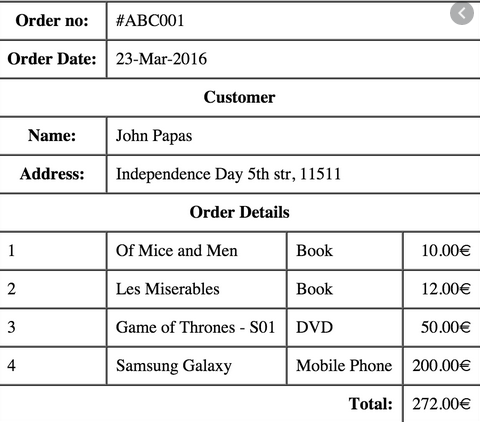 Order no: #ABC001
Order Date: 23-Mar-2016
Customer
Name: John Papas
Address: Independence Day 5th str, 11511
Order Details
1 Of Mice and Men Book 10.00€
2 Les Miserables Book 12.00€
3 Game of Thrones - S01 DVD 50.00€
4 Samsung Galaxy Mobile Phone 200.00€
Total: 272.00€